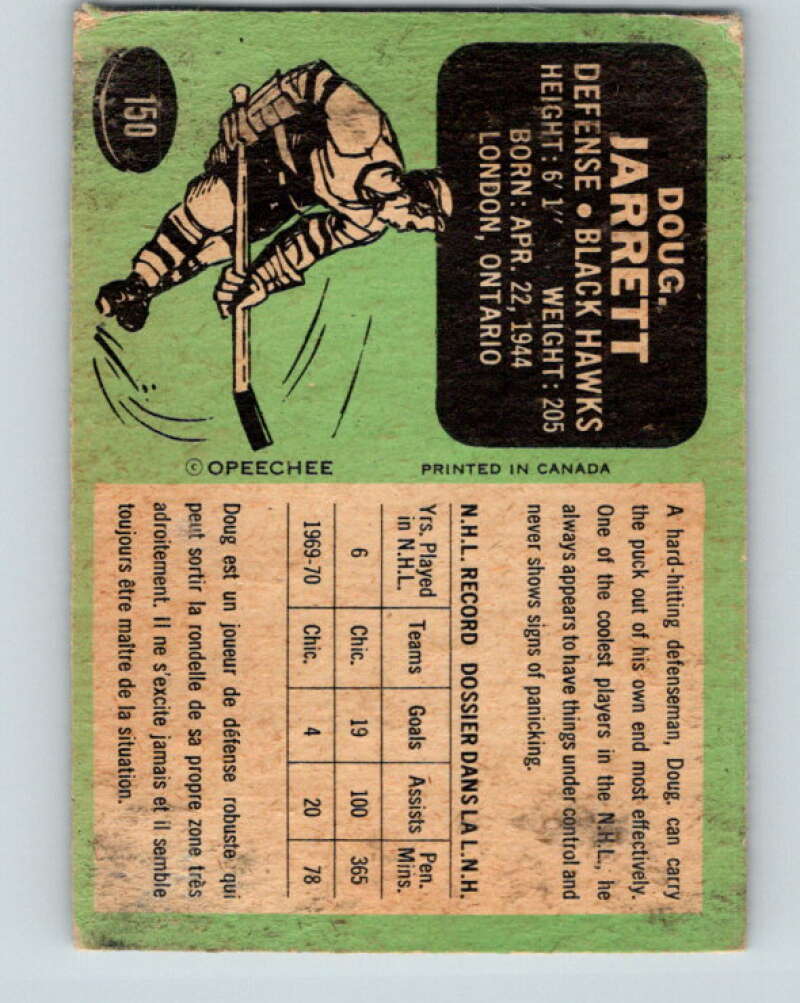 150
DOUG.
JARRETT
DEFENSE • BLACK HAWKS
HEIGHT: 6' 1" WEIGHT: 205
BORN: APR. 22, 1944
LONDON, ONTARIO
© OPEECHEE
PRINTED IN CANADA
A hard-hitting defenseman, Doug. can carry
the puck out of his own end most effectively.
One of the coolest players in the N.H.L., he
always appears to have things under control and
never shows signs of panicking.
N.H.L. RECORD DOSSIER DANS LA L.N.H.
Yrs. Played in N.H.L. Teams Goals Assists Pen. Mins.
6 Chic. 19 100 365
1969-70 Chic. 4 20 78
Doug est un joueur de défense robuste qui
peut sortir la rondelle de sa propre zone très
adroitement. Il ne s'excite jamais et il semble
toujours être maître de la situation.